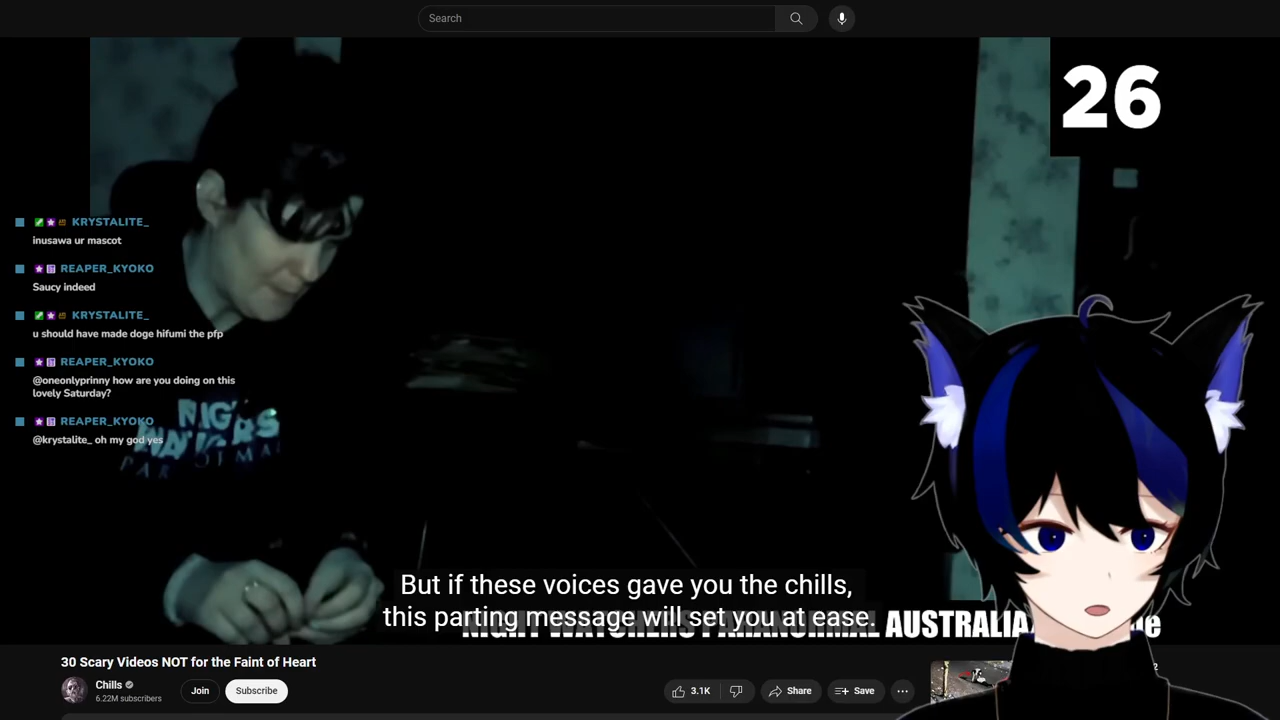 Search
26
KRYSTALITE_
inusawa ur mascot
REAPER_KYOKO
Saucy indeed
KRYSTALITE_
u should have made doge hifumi the pfp
REAPER_KYOKO
@oneonlyprinny how are you doing on this
lovely Saturday?
REAPER_KYOKO
@krystalite_ oh my god yes
But if these voices gave you the chills,
this parting message will set you at ease.
NIGHT WATCHERS PARANORMAL AUSTRALIA
30 Scary Videos NOT for the Faint of Heart
Chills
6.22M subscribers
Join
Subscribe
3.1K
Share
Save